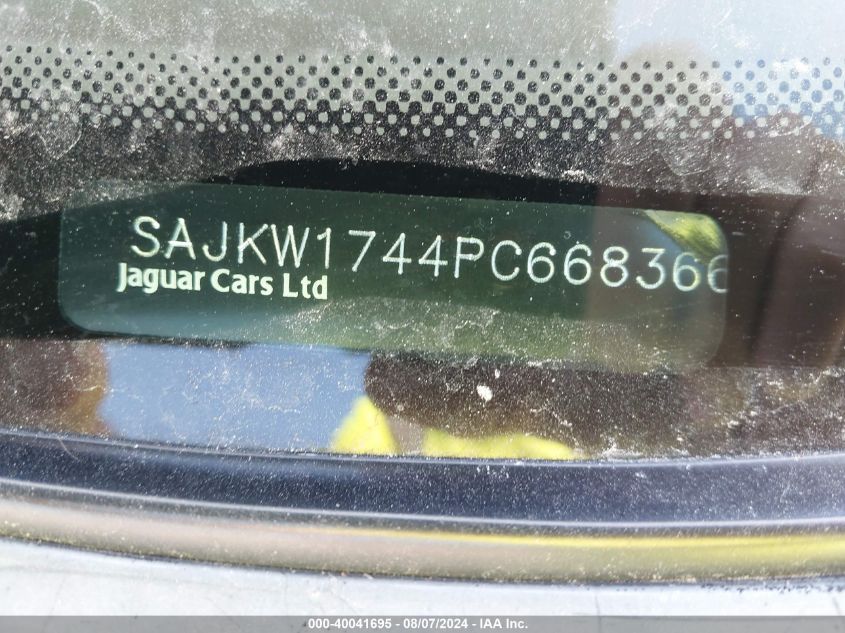 SAJKW1744PC668366
Jaguar Cars Ltd
000-40041695 - 08/07/2024 - IAA Inc.